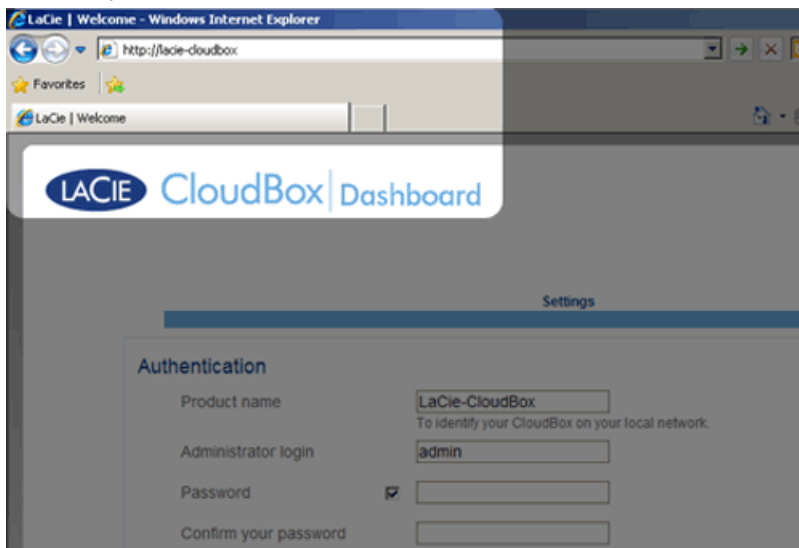 LaCie | Welcome - Windows Internet Explorer
http://lacie-cloudbox
Favorites
LaCie | Welcome
LACIE CloudBox Dashboard
Settings
Authentication
Product name LaCie-CloudBox
To identify your CloudBox on your local network.
Administrator login admin
Password
Confirm your password